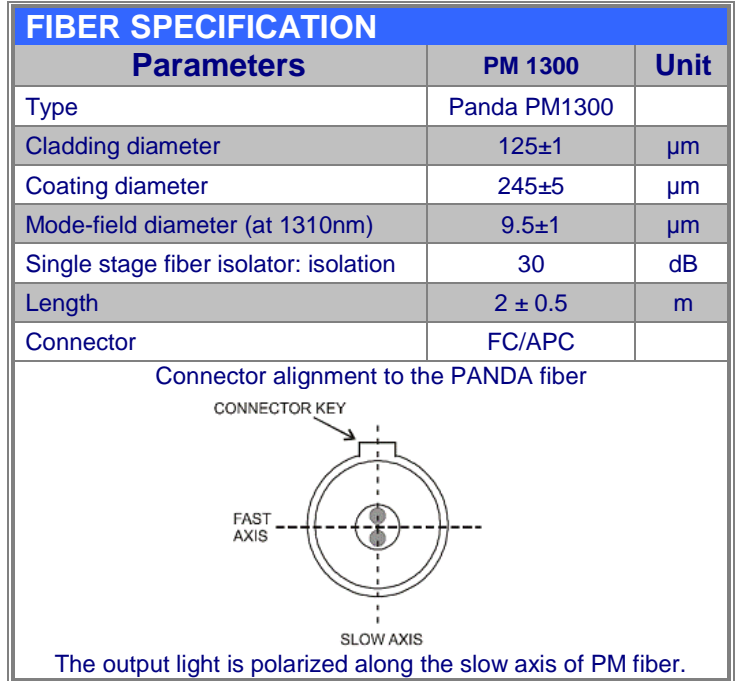 FIBER SPECIFICATION
Parameters PM 1300 Unit
Type Panda PM1300
Cladding diameter 125±1 µm
Coating diameter 245±5 µm
Mode-field diameter (at 1310nm) 9.5±1 µm
Single stage fiber isolator: isolation 30 dB
Length 2 ± 0.5 m
Connector FC/APC
Connector alignment to the PANDA fiber
CONNECTOR KEY
FAST
AXIS
SLOW AXIS
The output light is polarized along the slow axis of PM fiber.